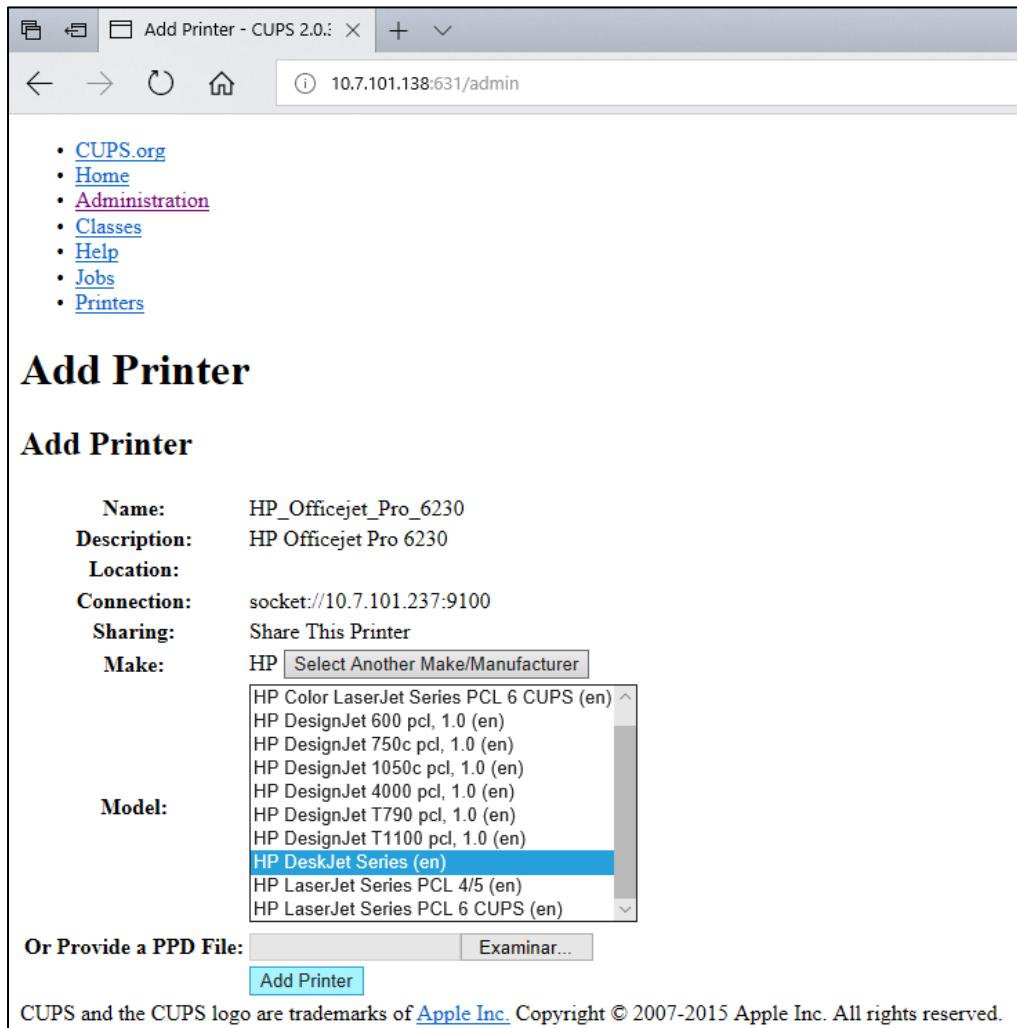 Add Printer - CUPS 2.0.:
10.7.101.138:631/admin
• CUPS.org
• Home
• Administration
• Classes
• Help
• Jobs
• Printers
Add Printer
Add Printer
Name: HP_Officejet_Pro_6230
Description: HP Officejet Pro 6230
Location:
Connection: socket://10.7.101.237:9100
Sharing: Share This Printer
Make: HP Select Another Make/Manufacturer
HP Color LaserJet Series PCL 6 CUPS (en)
HP DesignJet 600 pcl, 1.0 (en)
HP DesignJet 750c pcl, 1.0 (en)
HP DesignJet 1050c pcl, 1.0 (en)
HP DesignJet 4000 pcl, 1.0 (en)
Model:
HP DesignJet T790 pcl, 1.0 (en)
HP DesignJet T1100 pcl, 1.0 (en)
HP DeskJet Series (en)
HP LaserJet Series PCL 4/5 (en)
HP LaserJet Series PCL 6 CUPS (en)
Or Provide a PPD File: Examinar...
Add Printer
CUPS and the CUPS logo are trademarks of Apple Inc. Copyright © 2007-2015 Apple Inc. All rights reserved.